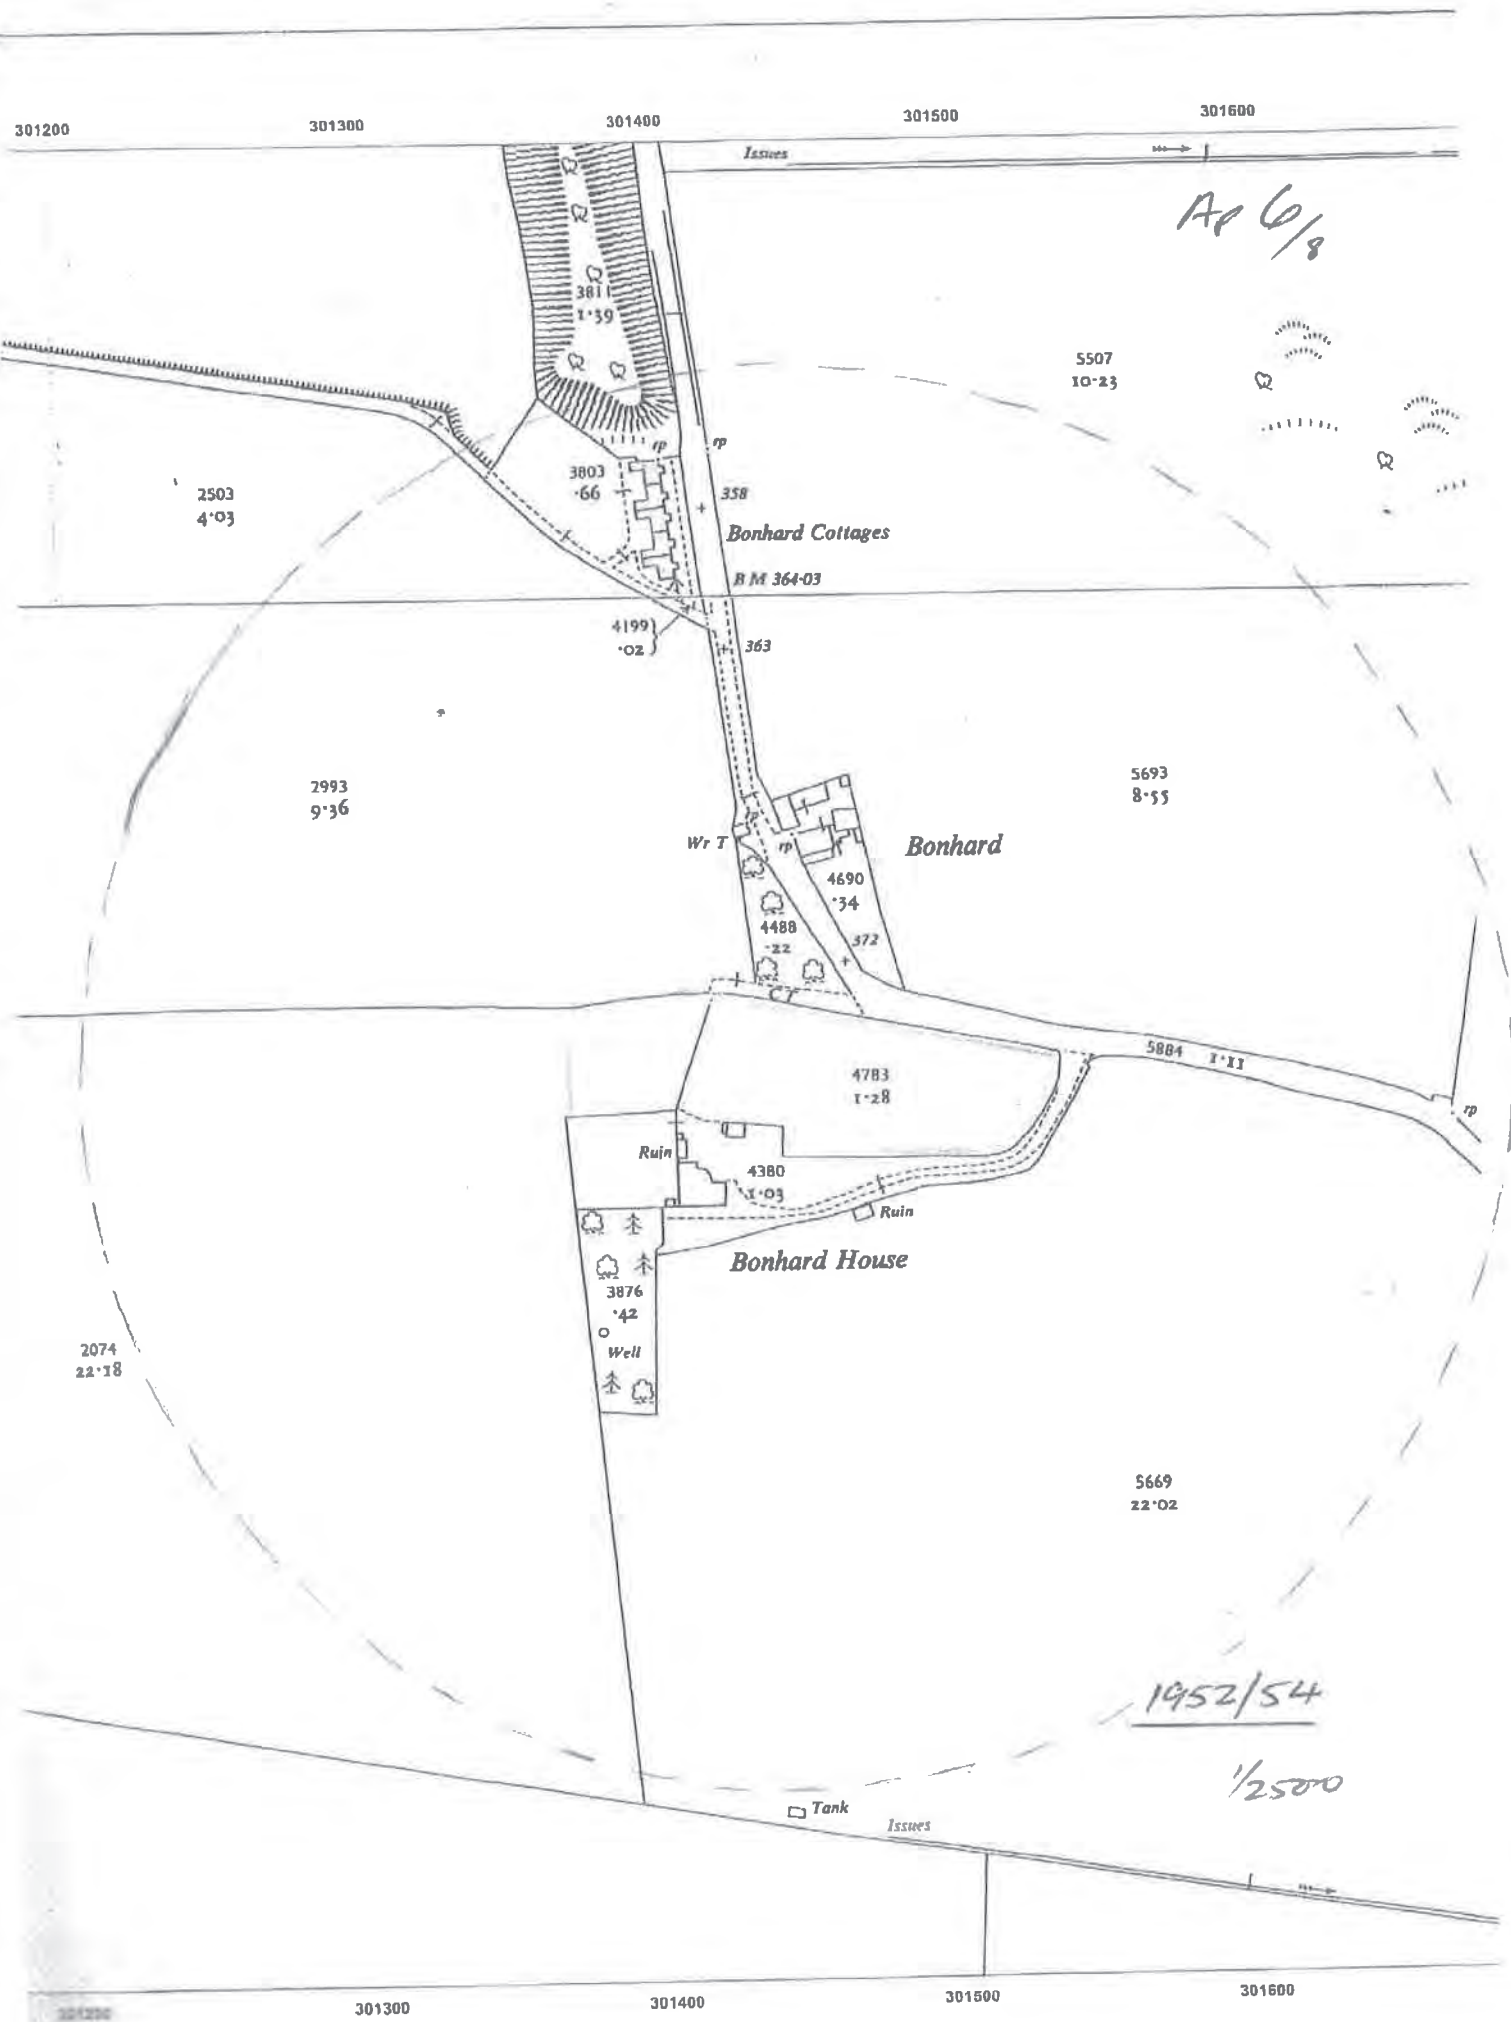 301200 301300 301400 301500 301600
Issues
Ap 6/8
3811
1·39
5507
10·23
rp
rp
3803
·66
2503
4·03
358
Bonhard Cottages
B M 364·03
4199
·02
363
2993
9·36
5693
8·55
rp
Wr T
rp
Bonhard
4690
·34
4488
·22
372
C T
5884 1·11
4783
1·28
rp
Ruin
4380
1·03
Ruin
Bonhard House
3876
·42
Well
2074
22·18
5669
22·02
1952/54
1/2500
Tank
Issues
301200 301300 301400 301500 301600